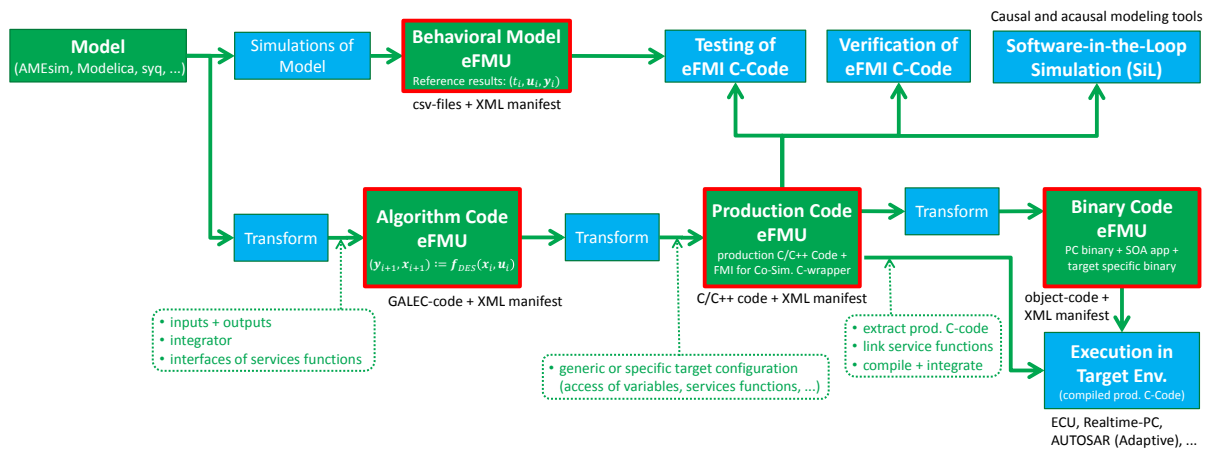 Causal and acausal modeling tools
Model
(AMEsim, Modelica, syq, ...)
Simulations of
Model
Behavioral Model
eFMU
Reference results: (tᵢ, uᵢ, yᵢ)
csv-files + XML manifest
Testing of
eFMI C-Code
Verification of
eFMI C-Code
Software-in-the-Loop
Simulation (SiL)
Transform
Algorithm Code
eFMU
(yᵢ₊₁, xᵢ₊₁) := f_DES(xᵢ, uᵢ)
GALEC-code + XML manifest
Transform
Production Code
eFMU
production C/C++ Code +
FMI for Co-Sim. C-wrapper
C/C++ code + XML manifest
Transform
Binary Code
eFMU
PC binary + SOA app +
target specific binary
object-code +
XML manifest
• inputs + outputs
• integrator
• interfaces of services functions
• generic or specific target configuration
(access of variables, services functions, ...)
• extract prod. C-code
• link service functions
• compile + integrate
Execution in
Target Env.
(compiled prod. C-Code)
ECU, Realtime-PC,
AUTOSAR (Adaptive), ...